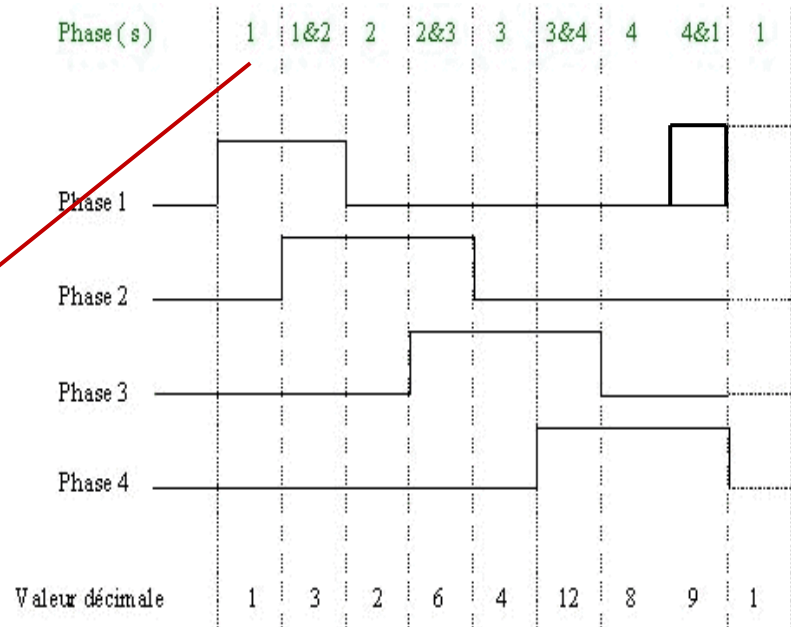 Phase(s) 1 1&2 2 2&3 3 3&4 4 4&1 1
Phase 1
Phase 2
Phase 3
Phase 4
Valeur décimale 1 3 2 6 4 12 8 9 1